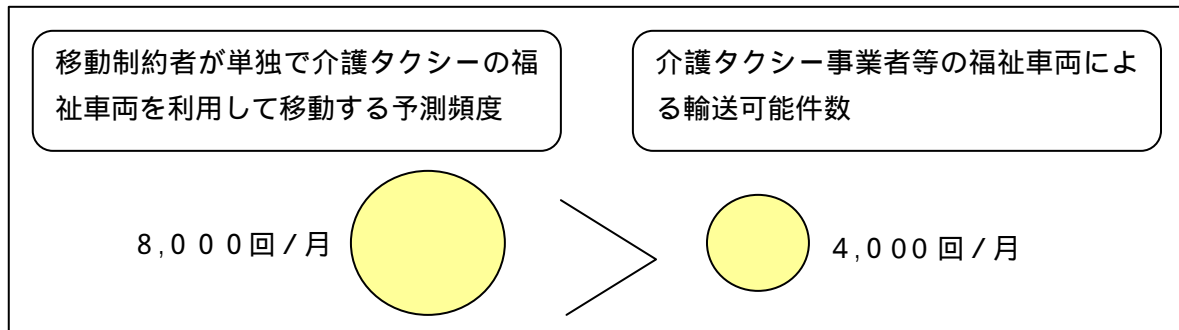 移動制約者が単独で介護タクシーの福
祉車両を利用して移動する予測頻度
介護タクシー事業者等の福祉車両によ
る輸送可能件数
8,000回/月
4,000回/月